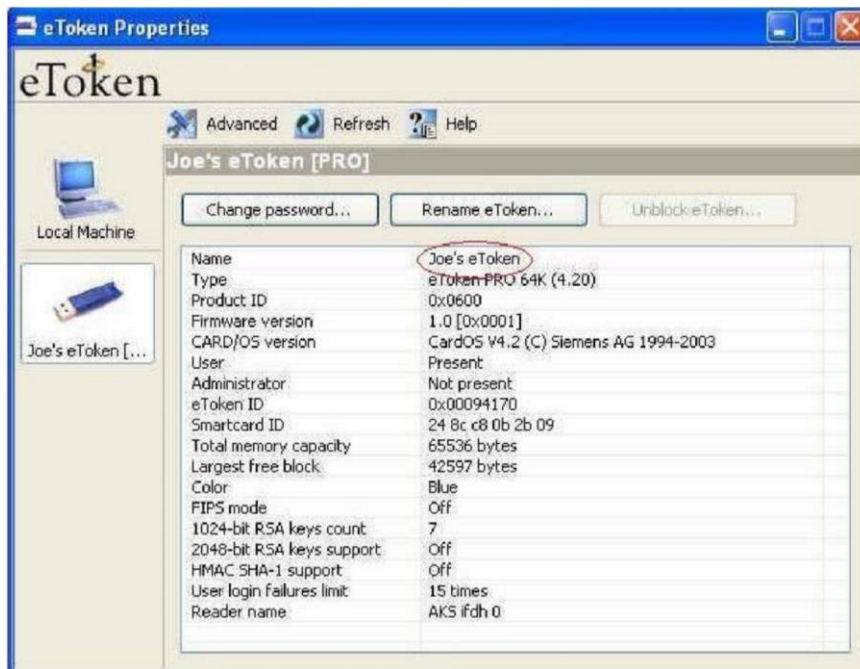 eToken Properties
eToken
Advanced Refresh Help
Joe's eToken [PRO]
Change password... Rename eToken... Unblock eToken...
Local Machine
Joe's eToken [...
Name Joe's eToken
Type eToken PRO 64K (4.20)
Product ID 0x0600
Firmware version 1.0 [0x0001]
CARD/OS version CardOS V4.2 (C) Siemens AG 1994-2003
User Present
Administrator Not present
eToken ID 0x00094170
Smartcard ID 24 8c c8 0b 2b 09
Total memory capacity 65536 bytes
Largest free block 42597 bytes
Color Blue
FIPS mode Off
1024-bit RSA keys count 7
2048-bit RSA keys support Off
HMAC SHA-1 support Off
User login failures limit 15 times
Reader name AKS ifdh 0